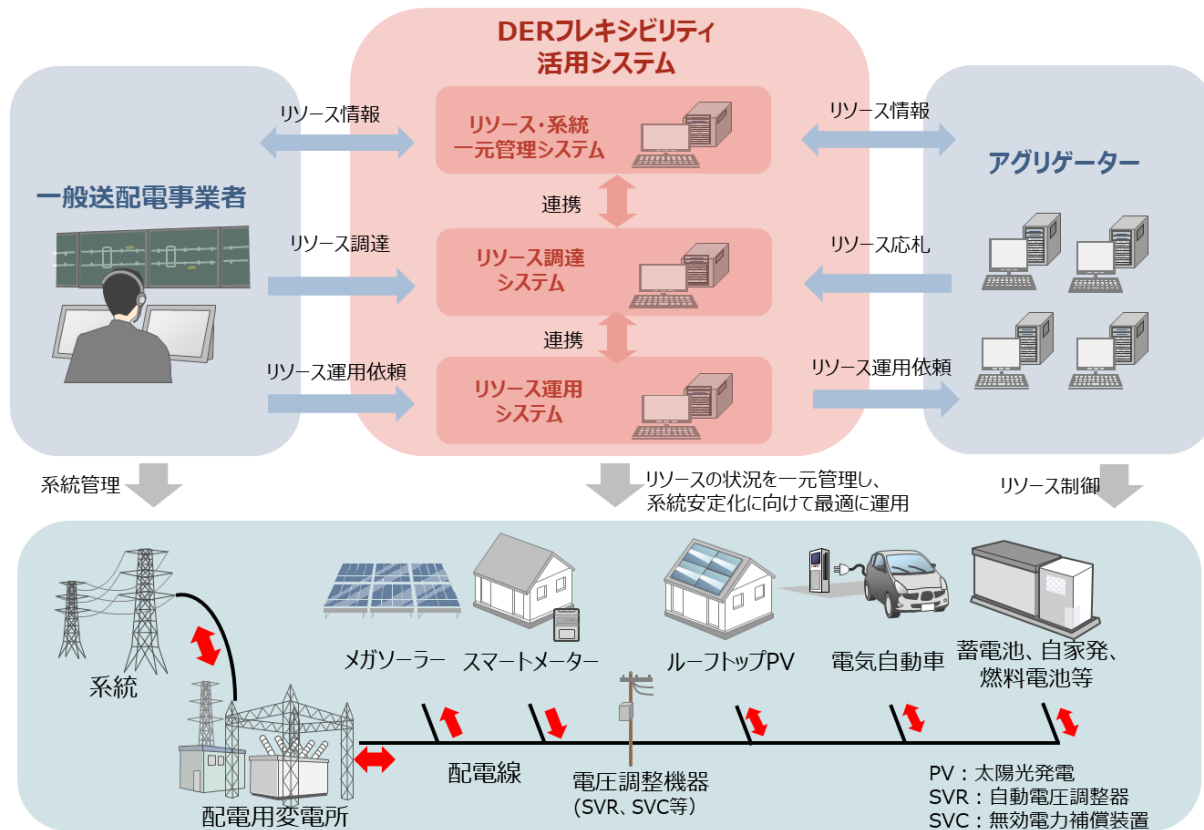 DERフレキシビリティ
活用システム
リソース情報
リソース・系統
一元管理システム
リソース情報
一般送配電事業者
アグリゲーター
連携
リソース調達
リソース調達
システム
リソース応札
連携
リソース運用依頼
リソース運用
システム
リソース運用依頼
系統管理
リソースの状況を一元管理し、
系統安定化に向けて最適に運用
リソース制御
メガソーラー
スマートメーター
ルーフトップPV
電気自動車
蓄電池、自家発、
燃料電池等
系統
配電線
電圧調整機器
(SVR、SVC等)
配電用変電所
PV：太陽光発電
SVR：自動電圧調整器
SVC：無効電力補償装置